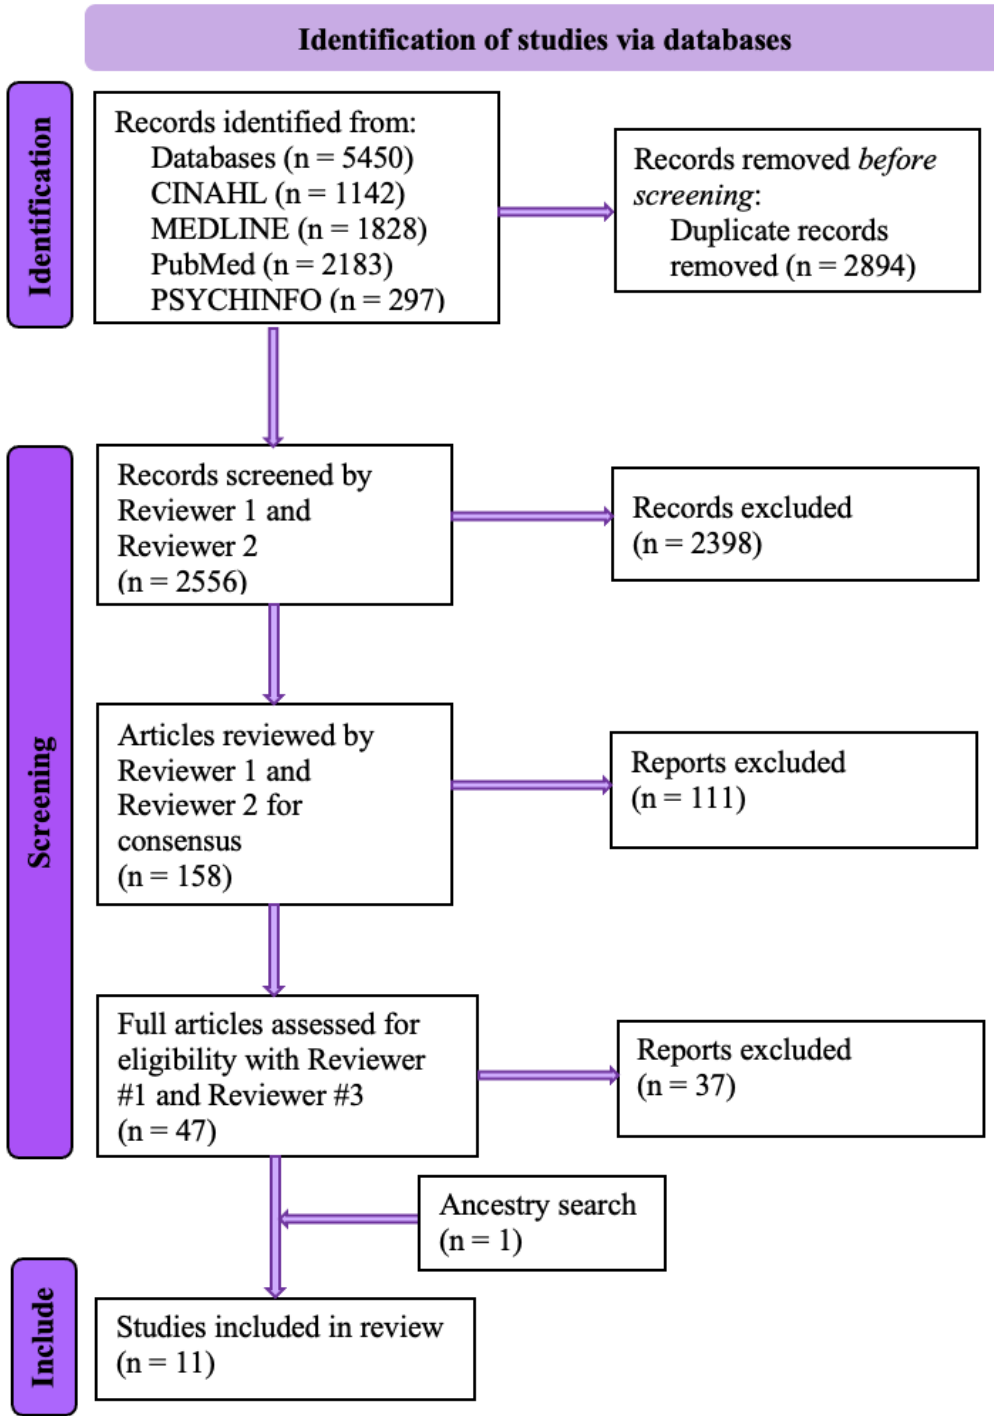 Identification of studies via databases
Identification
Records identified from:
Databases (n = 5450)
CINAHL (n = 1142)
MEDLINE (n = 1828)
PubMed (n = 2183)
PSYCHINFO (n = 297)
Records removed before
screening:
Duplicate records
removed (n = 2894)
Screening
Records screened by
Reviewer 1 and
Reviewer 2
(n = 2556)
Records excluded
(n = 2398)
Articles reviewed by
Reviewer 1 and
Reviewer 2 for
consensus
(n = 158)
Reports excluded
(n = 111)
Full articles assessed for
eligibility with Reviewer
#1 and Reviewer #3
(n = 47)
Reports excluded
(n = 37)
Ancestry search
(n = 1)
Include
Studies included in review
(n = 11)